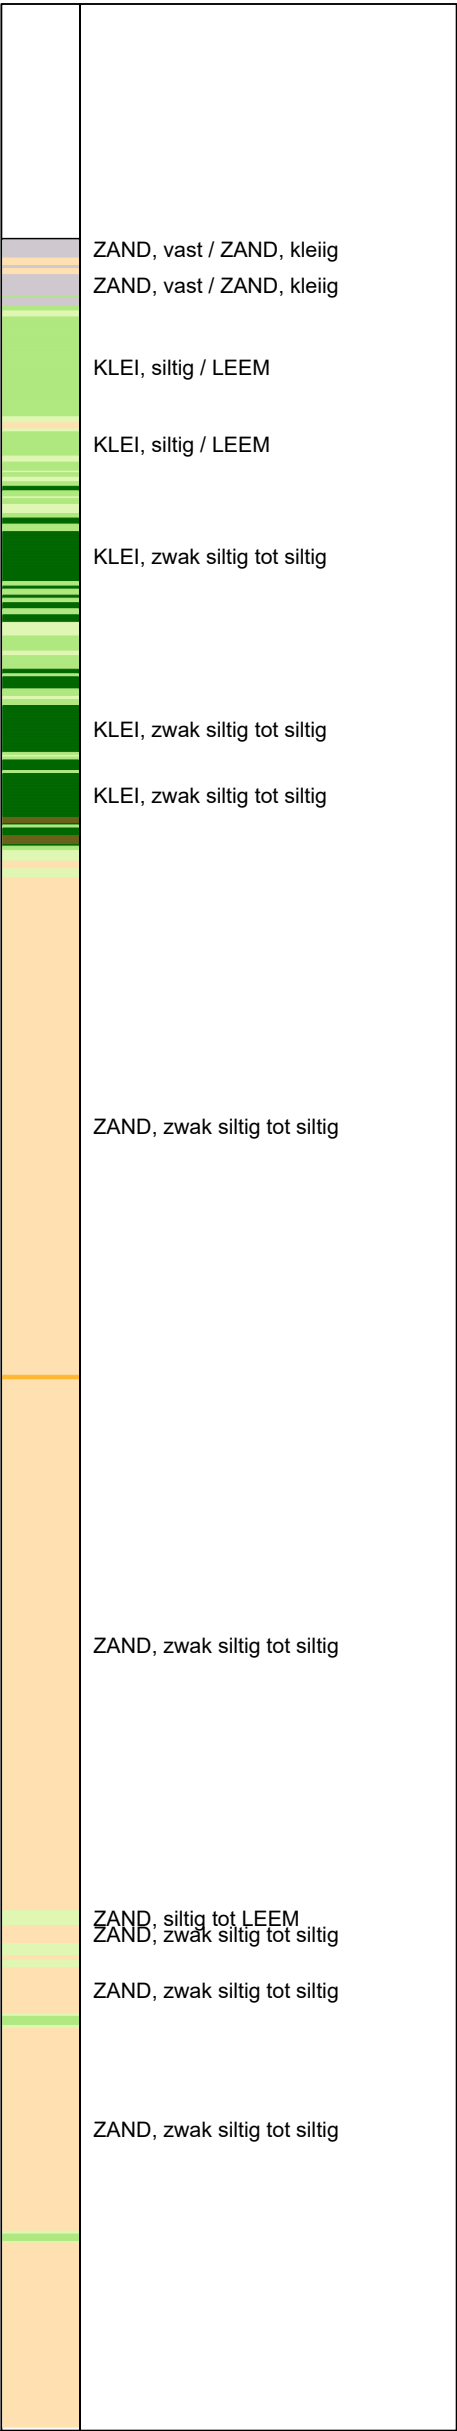 ZAND, vast / ZAND, kleiig
ZAND, vast / ZAND, kleiig
KLEI, siltig / LEEM
KLEI, siltig / LEEM
KLEI, zwak siltig tot siltig
KLEI, zwak siltig tot siltig
KLEI, zwak siltig tot siltig
ZAND, zwak siltig tot siltig
ZAND, zwak siltig tot siltig
ZAND, siltig tot LEEM
ZAND, zwak siltig tot siltig
ZAND, zwak siltig tot siltig
ZAND, zwak siltig tot siltig